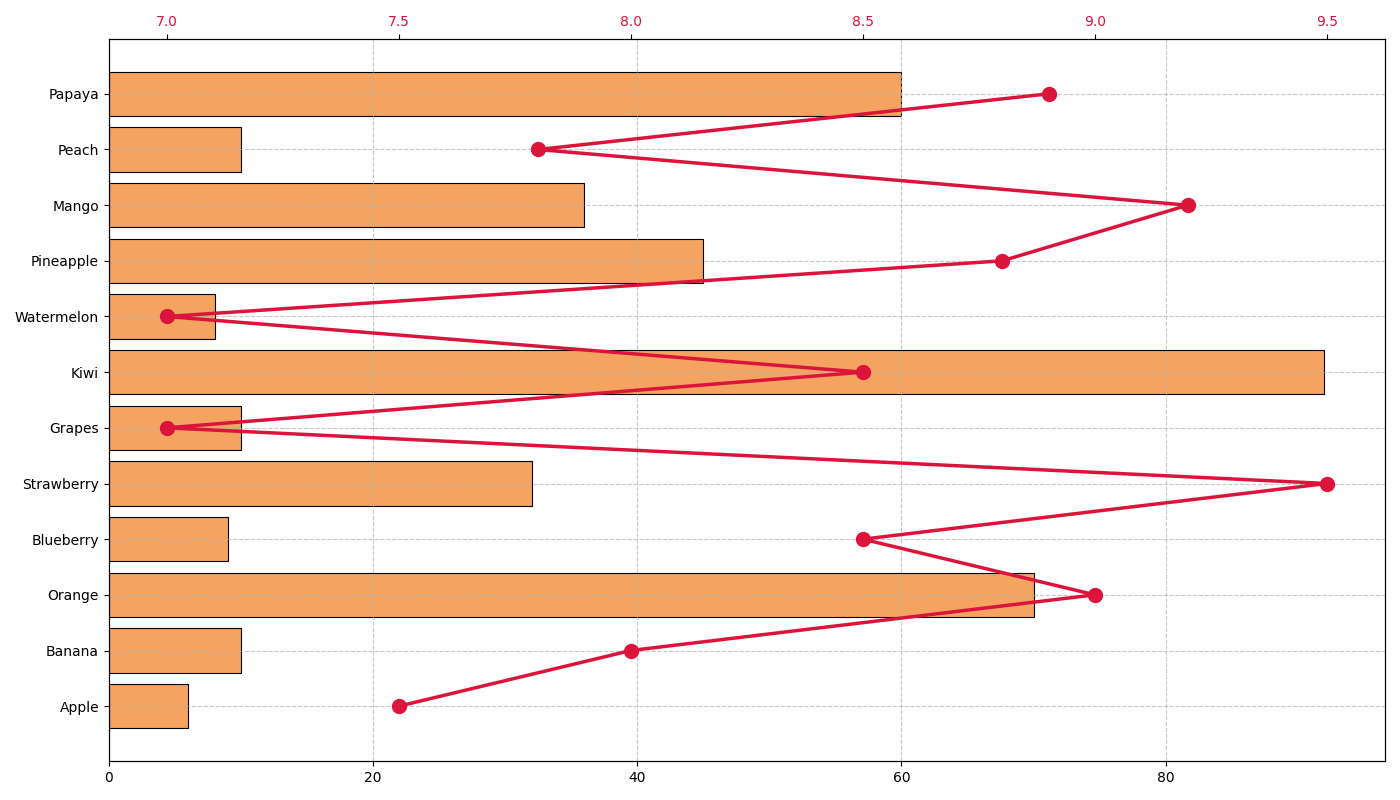 7.0 7.5 8.0 8.5 9.0 9.5
Papaya
Peach
Mango
Pineapple
Watermelon
Kiwi
Grapes
Strawberry
Blueberry
Orange
Banana
Apple
0 20 40 60 80